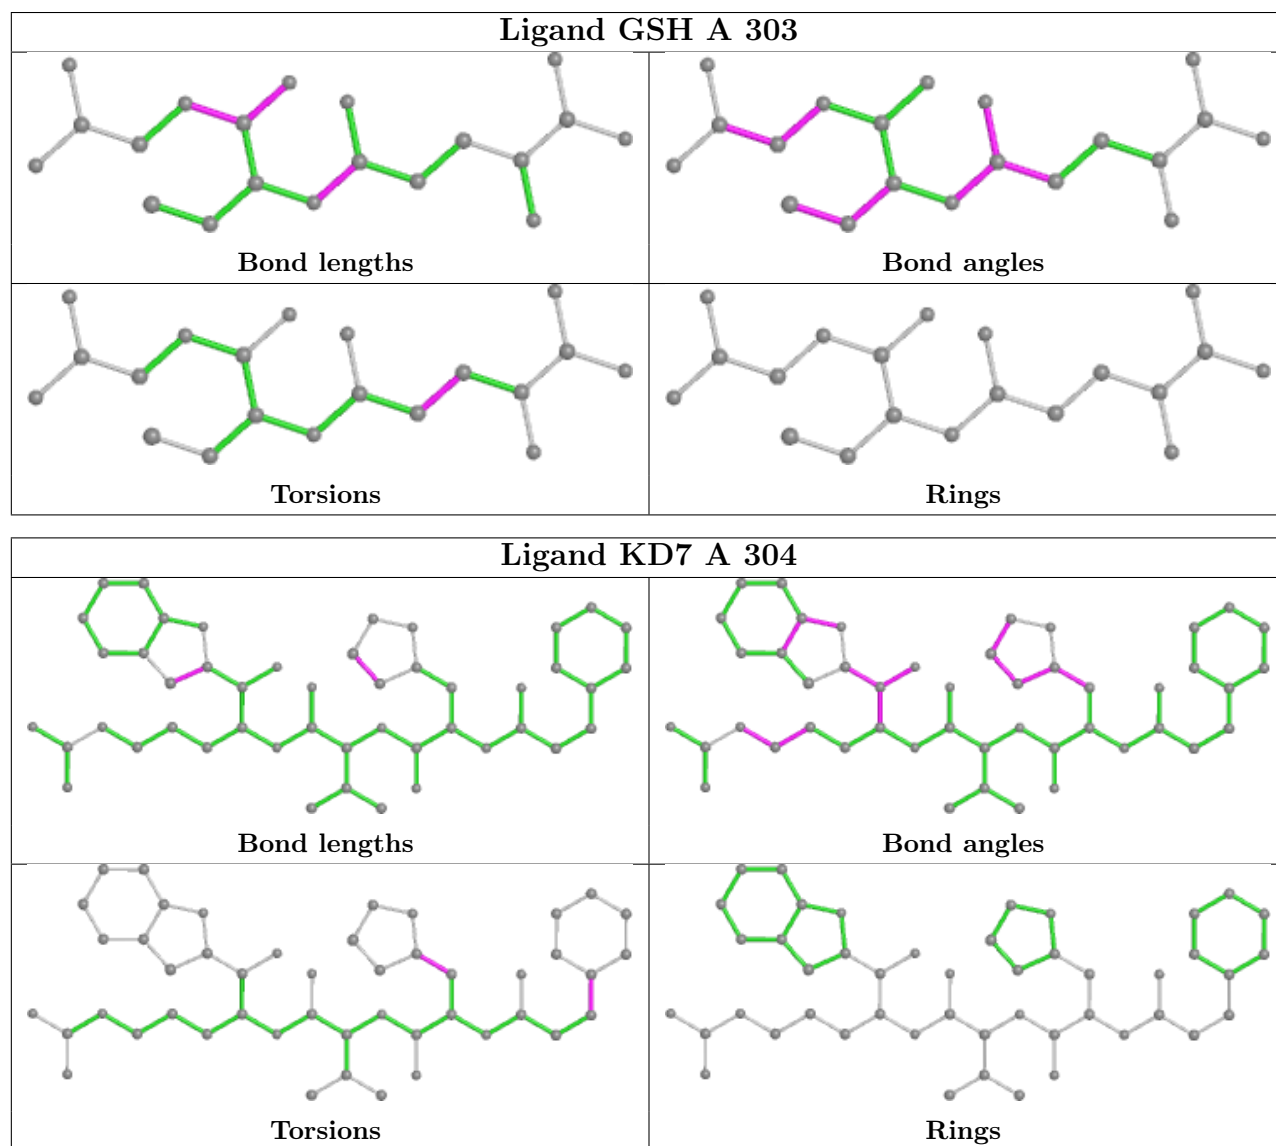 Ligand GSH A 303
Bond lengths
Bond angles
Torsions
Rings
Ligand KD7 A 304
Bond lengths
Bond angles
Torsions
Rings